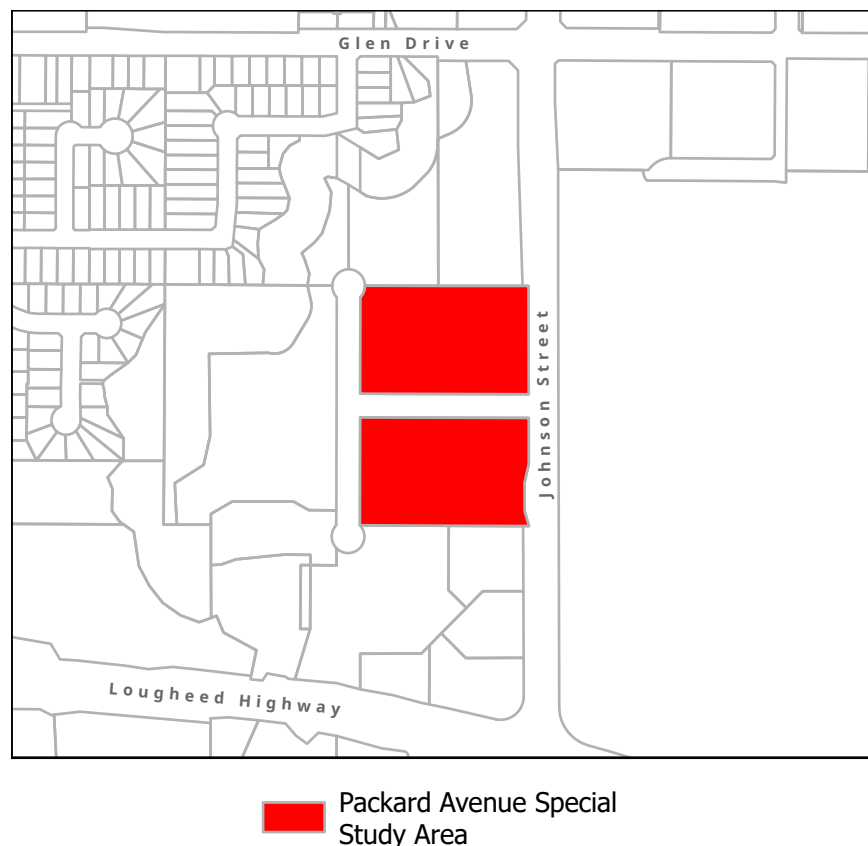 Glen Drive
Johnson Street
Lougheed Highway
Packard Avenue Special
Study Area